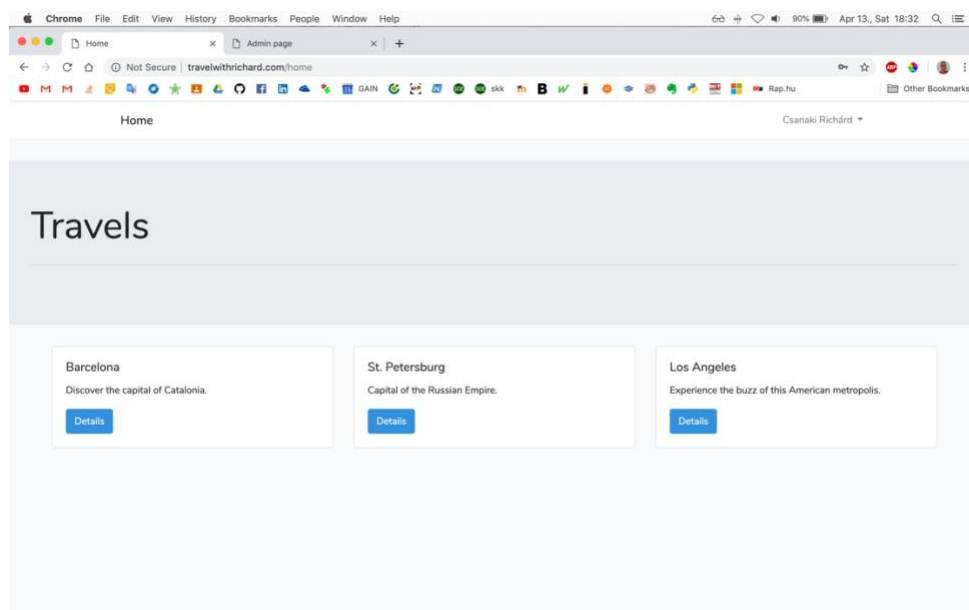 Chrome File Edit View History Bookmarks People Window Help 90% Apr 13., Sat 18:32
Home Admin page
Not Secure travelwithrichard.com/home
GAIN skk Rap.hu Other Bookmarks
Home Csanaki Richárd
Travels
Barcelona St. Petersburg Los Angeles
Discover the capital of Catalonia. Capital of the Russian Empire. Experience the buzz of this American metropolis.
Details Details Details